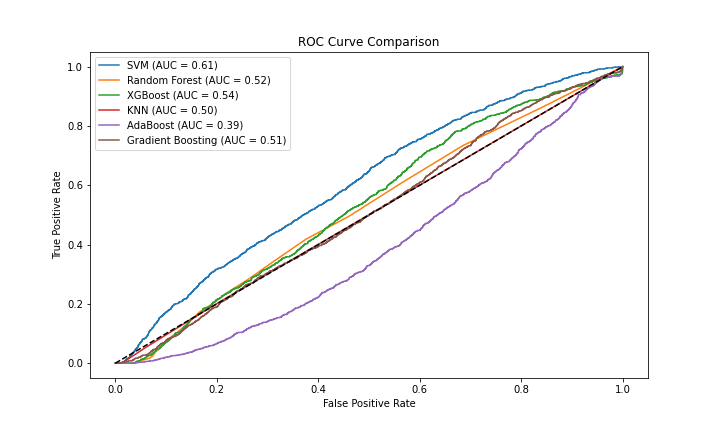 ROC Curve Comparison
SVM (AUC = 0.61)
Random Forest (AUC = 0.52)
XGBoost (AUC = 0.54)
KNN (AUC = 0.50)
AdaBoost (AUC = 0.39)
Gradient Boosting (AUC = 0.51)
True Positive Rate
1.0
0.8
0.6
0.4
0.2
0.0
0.0 0.2 0.4 0.6 0.8 1.0
False Positive Rate